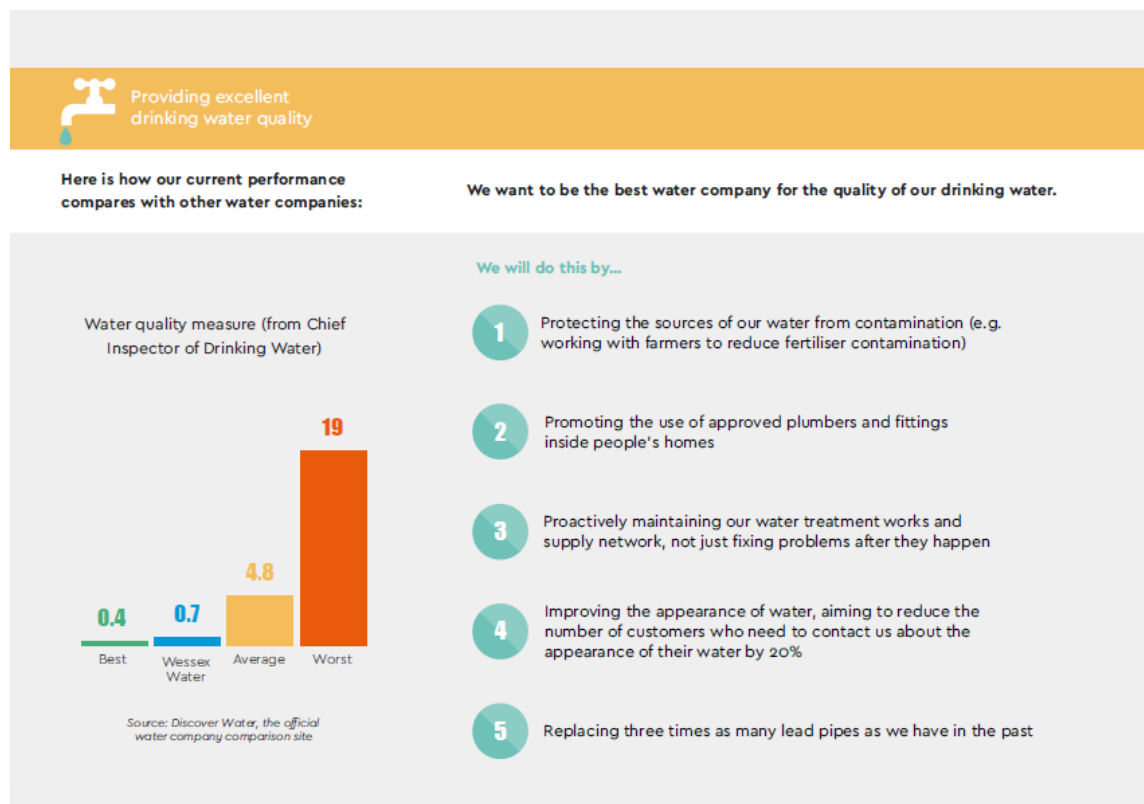 Providing excellent
drinking water quality
Here is how our current performance
compares with other water companies:
We want to be the best water company for the quality of our drinking water.
Water quality measure (from Chief
Inspector of Drinking Water)
0.4
0.7
4.8
19
Best
Wessex
Water
Average
Worst
Source: Discover Water, the official
water company comparison site
We will do this by...
1
Protecting the sources of our water from contamination (e.g.
working with farmers to reduce fertiliser contamination)
2
Promoting the use of approved plumbers and fittings
inside people's homes
3
Proactively maintaining our water treatment works and
supply network, not just fixing problems after they happen
4
Improving the appearance of water, aiming to reduce the
number of customers who need to contact us about the
appearance of their water by 20%
5
Replacing three times as many lead pipes as we have in the past